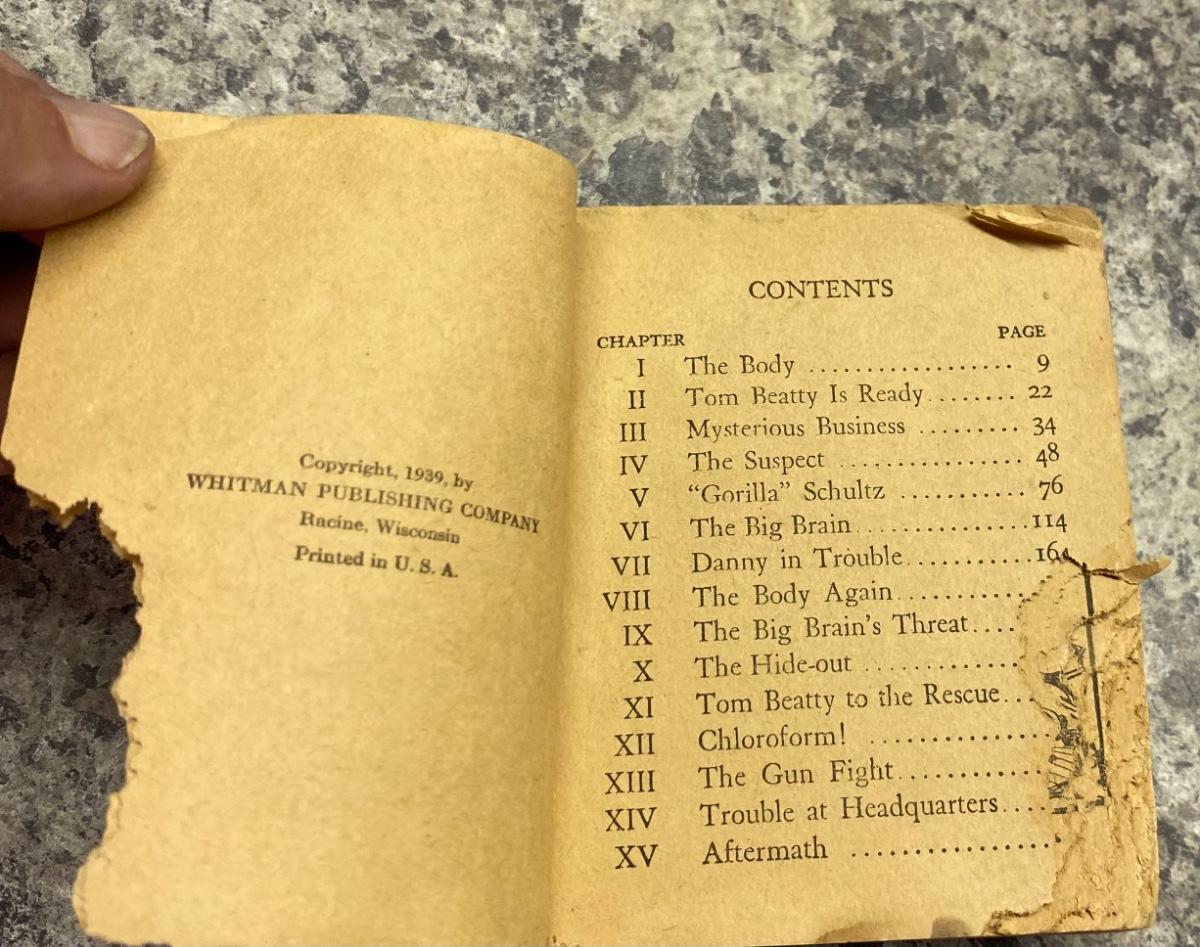 Copyright, 1939, by
WHITMAN PUBLISHING COMPANY
Racine, Wisconsin
Printed in U. S. A.
CONTENTS
CHAPTER PAGE
I The Body .................. 9
II Tom Beatty Is Ready ........ 22
III Mysterious Business ......... 34
IV The Suspect ................ 48
V “Gorilla” Schultz ........... 76
VI The Big Brain .............. 114
VII Danny in Trouble ...........
VIII The Body Again ............
IX The Big Brain's Threat ....
X The Hide-out ..............
XI Tom Beatty to the Rescue ...
XII Chloroform! ................
XIII The Gun Fight .............
XIV Trouble at Headquarters ....
XV Aftermath ..................